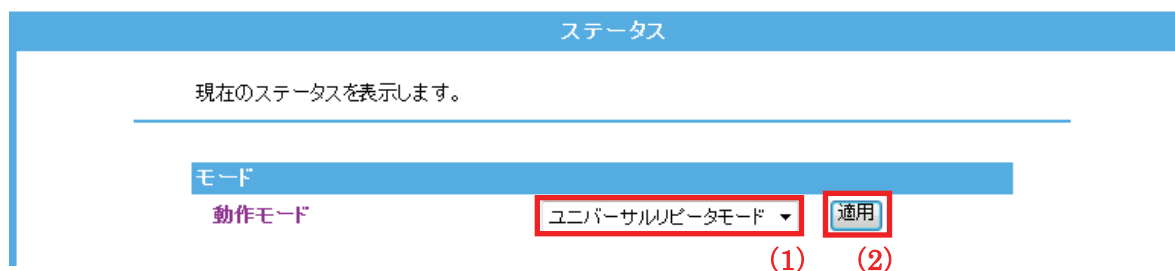 ステータス
現在のステータスを表示します。
モード
動作モード ユニバーサルリピータモード ▼ 適用
(1) (2)